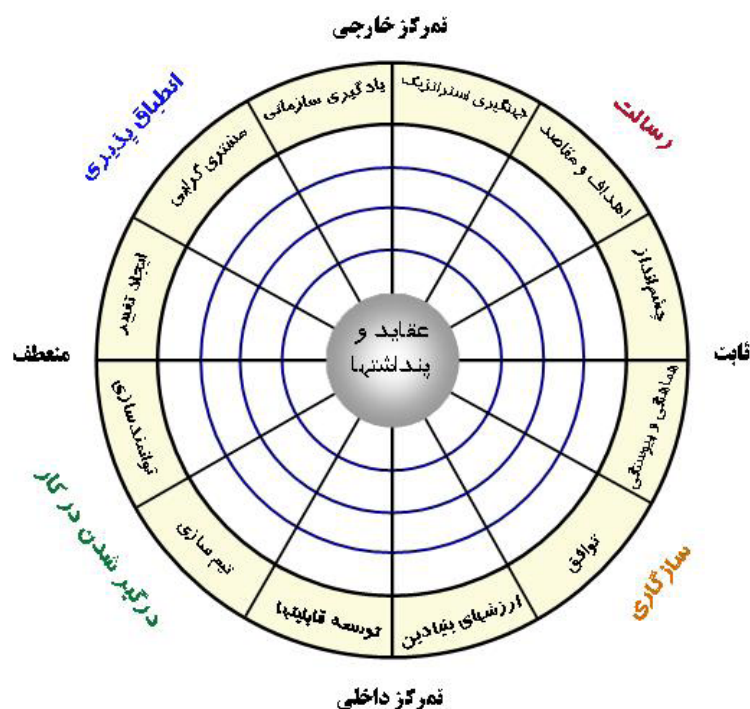 تمرکز خارجی
انطباق پذیری
رسالت
یادگیری سازمانی
جهتگیری استراتژیک
مشتری گرایی
اهداف و مقاصد
ایجاد تغییر
چشم‌انداز
عقاید و
پنداشتها
منعطف
ثابت
توانمندسازی
هماهنگی و پیوستگی
تیم سازی
توافق
توسعه قابلیتها
ارزشهای بنیادین
درگیر شدن در کار
سازگاری
تمرکز داخلی